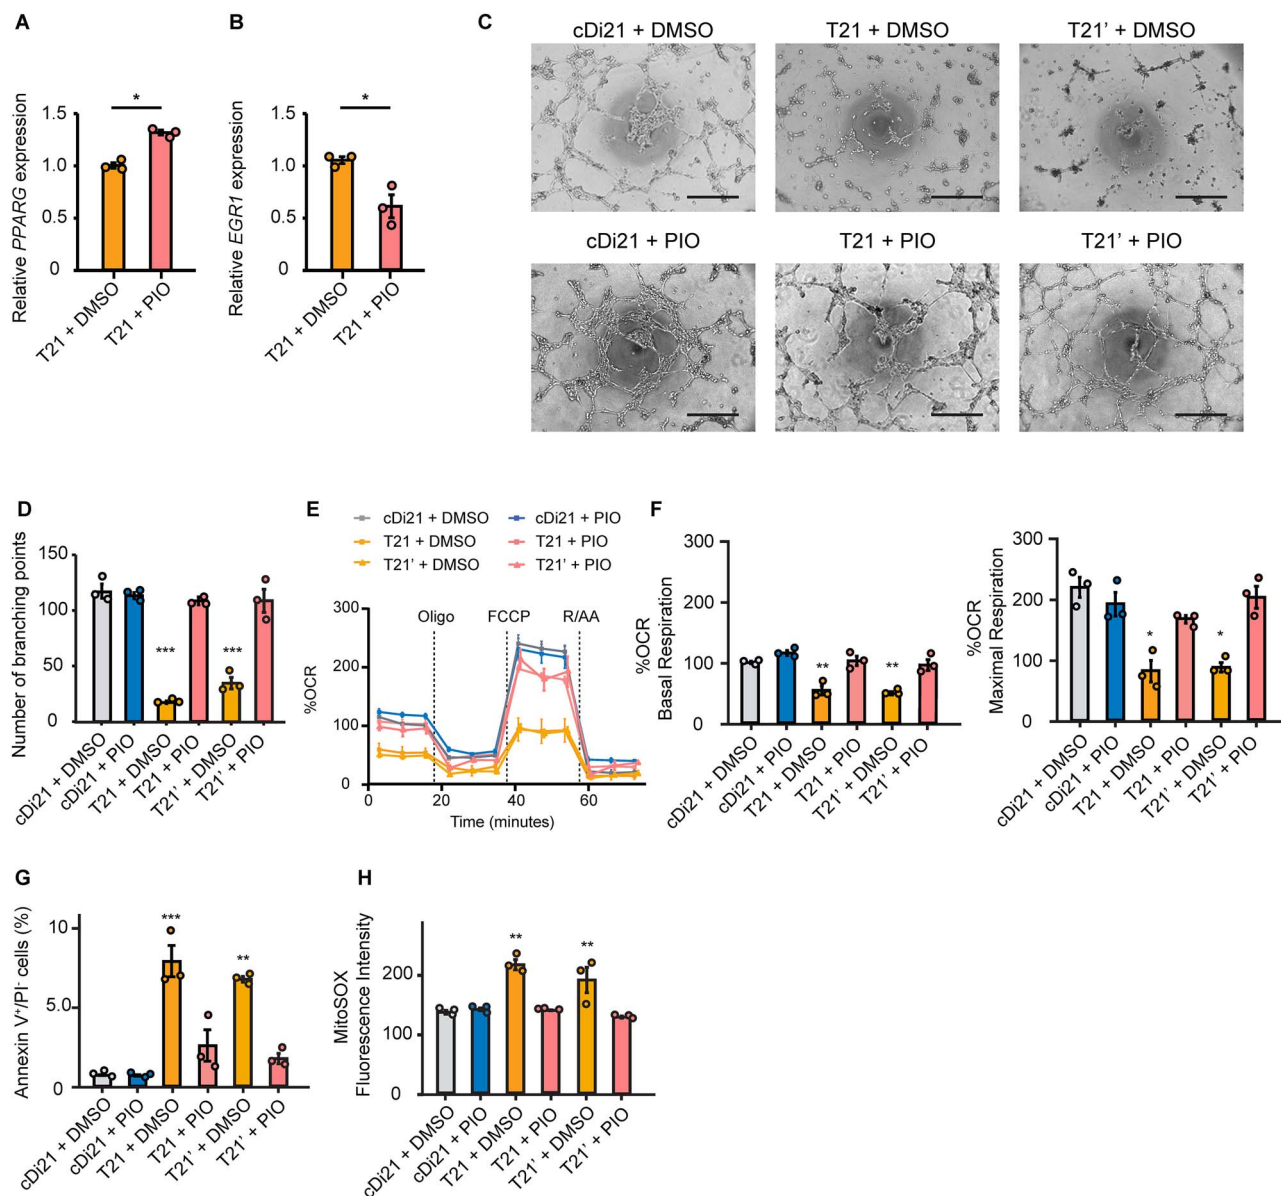 A
Relative PPARG expression
1.5
1.0
0.5
0
*
T21 + DMSO
T21 + PIO
B
Relative EGR1 expression
1.5
1.0
0.5
0
*
T21 + DMSO
T21 + PIO
C
cDi21 + DMSO
T21 + DMSO
T21’ + DMSO
cDi21 + PIO
T21 + PIO
T21’ + PIO
D
Number of branching points
150
100
50
0
***
***
cDi21 + DMSO
cDi21 + PIO
T21 + DMSO
T21 + PIO
T21’ + DMSO
T21’ + PIO
E
cDi21 + DMSO
cDi21 + PIO
T21 + DMSO
T21 + PIO
T21’ + DMSO
T21’ + PIO
%OCR
300
200
100
0
Oligo
FCCP
R/AA
0
20
40
60
Time (minutes)
F
%OCR
Basal Respiration
300
200
100
0
**
**
cDi21 + DMSO
cDi21 + PIO
T21 + DMSO
T21 + PIO
T21’ + DMSO
T21’ + PIO
%OCR
Maximal Respiration
300
200
100
0
*
*
cDi21 + DMSO
cDi21 + PIO
T21 + DMSO
T21 + PIO
T21’ + DMSO
T21’ + PIO
G
Annexin V⁺/PI⁻ cells (%)
10
5.0
0
***
**
cDi21 + DMSO
cDi21 + PIO
T21 + DMSO
T21 + PIO
T21’ + DMSO
T21’ + PIO
H
MitoSOX
Fluorescence Intensity
200
100
0
**
**
cDi21 + DMSO
cDi21 + PIO
T21 + DMSO
T21 + PIO
T21’ + DMSO
T21’ + PIO